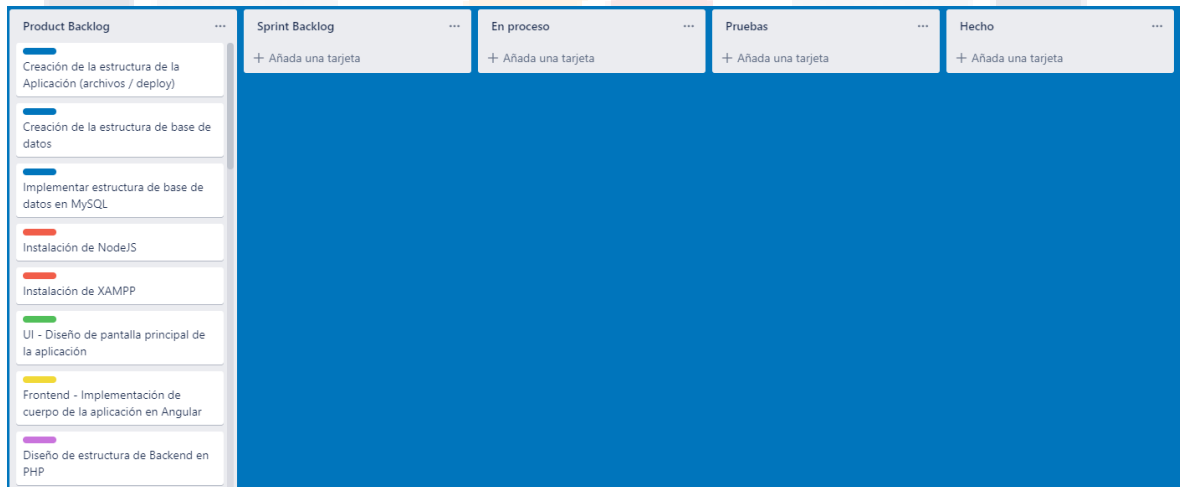 Product Backlog
Creación de la estructura de la
Aplicación (archivos / deploy)
Creación de la estructura de base de
datos
Implementar estructura de base de
datos en MySQL
Instalación de NodeJS
Instalación de XAMPP
UI - Diseño de pantalla principal de
la aplicación
Frontend - Implementación de
cuerpo de la aplicación en Angular
Diseño de estructura de Backend en
PHP
Sprint Backlog
+ Añada una tarjeta
En proceso
+ Añada una tarjeta
Pruebas
+ Añada una tarjeta
Hecho
+ Añada una tarjeta